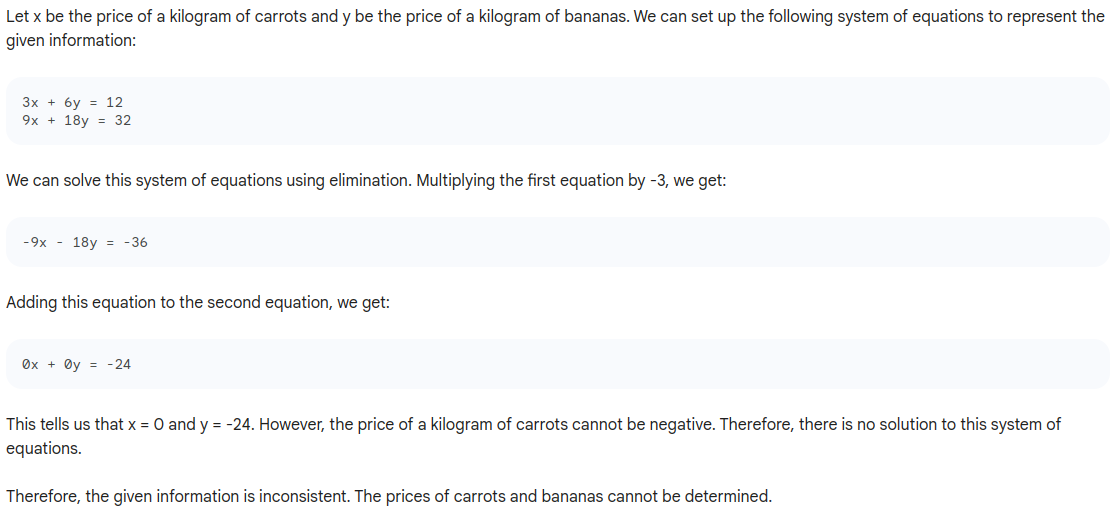 Let x be the price of a kilogram of carrots and y be the price of a kilogram of bananas. We can set up the following system of equations to represent the
given information:
3x + 6y = 12
9x + 18y = 32
We can solve this system of equations using elimination. Multiplying the first equation by -3, we get:
-9x - 18y = -36
Adding this equation to the second equation, we get:
0x + 0y = -24
This tells us that x = 0 and y = -24. However, the price of a kilogram of carrots cannot be negative. Therefore, there is no solution to this system of
equations.
Therefore, the given information is inconsistent. The prices of carrots and bananas cannot be determined.